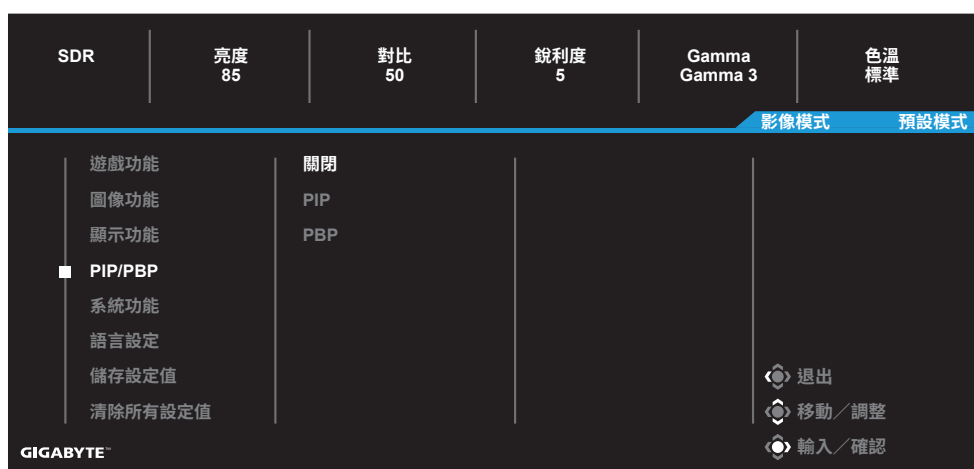 SDR
亮度
85
對比
50
銳利度
5
Gamma
Gamma 3
色溫
標準
影像模式 預設模式
遊戲功能
圖像功能
顯示功能
PIP/PBP
系統功能
語言設定
儲存設定值
清除所有設定值
關閉
PIP
PBP
退出
移動／調整
輸入／確認
GIGABYTE™